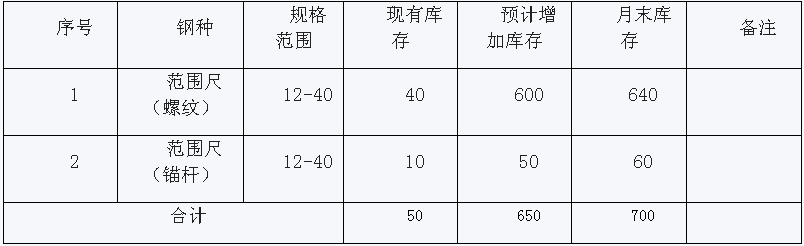 序号 钢种 规格范围 现有库存 预计增加库存 月末库存 备注
1 范围尺（螺纹） 12-40 40 600 640
2 范围尺（锚杆） 12-40 10 50 60
合计 50 650 700